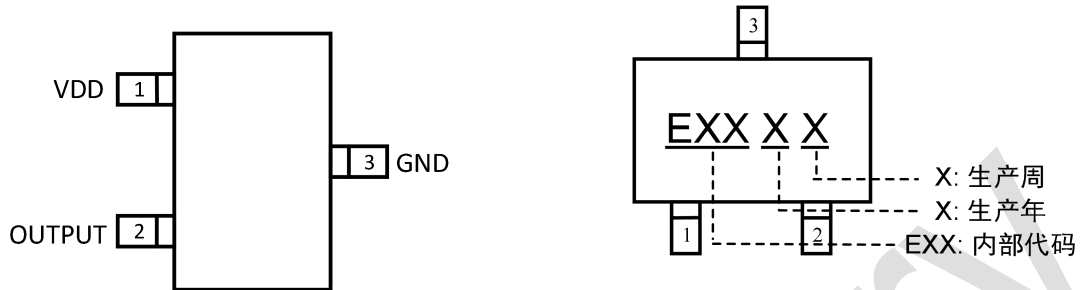 VDD 1
3 GND
OUTPUT 2
3
EXX X X
X: 生产周
X: 生产年
1 2
EXX: 内部代码